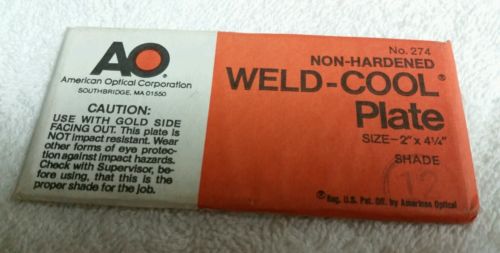 AO
American Optical Corporation
SOUTHBRIDGE, MA 01550
CAUTION:
USE WITH GOLD SIDE
FACING OUT. This plate is
NOT impact resistant. Wear
other forms of eye protec-
tion against impact hazards.
Check with Supervisor, be-
fore using, that this is the
proper shade for the job.
No. 274
NON-HARDENED
WELD-COOL®
Plate
SIZE-2" x 4¼"
SHADE
12
®Reg. U.S. Pat. Off. by American Optical